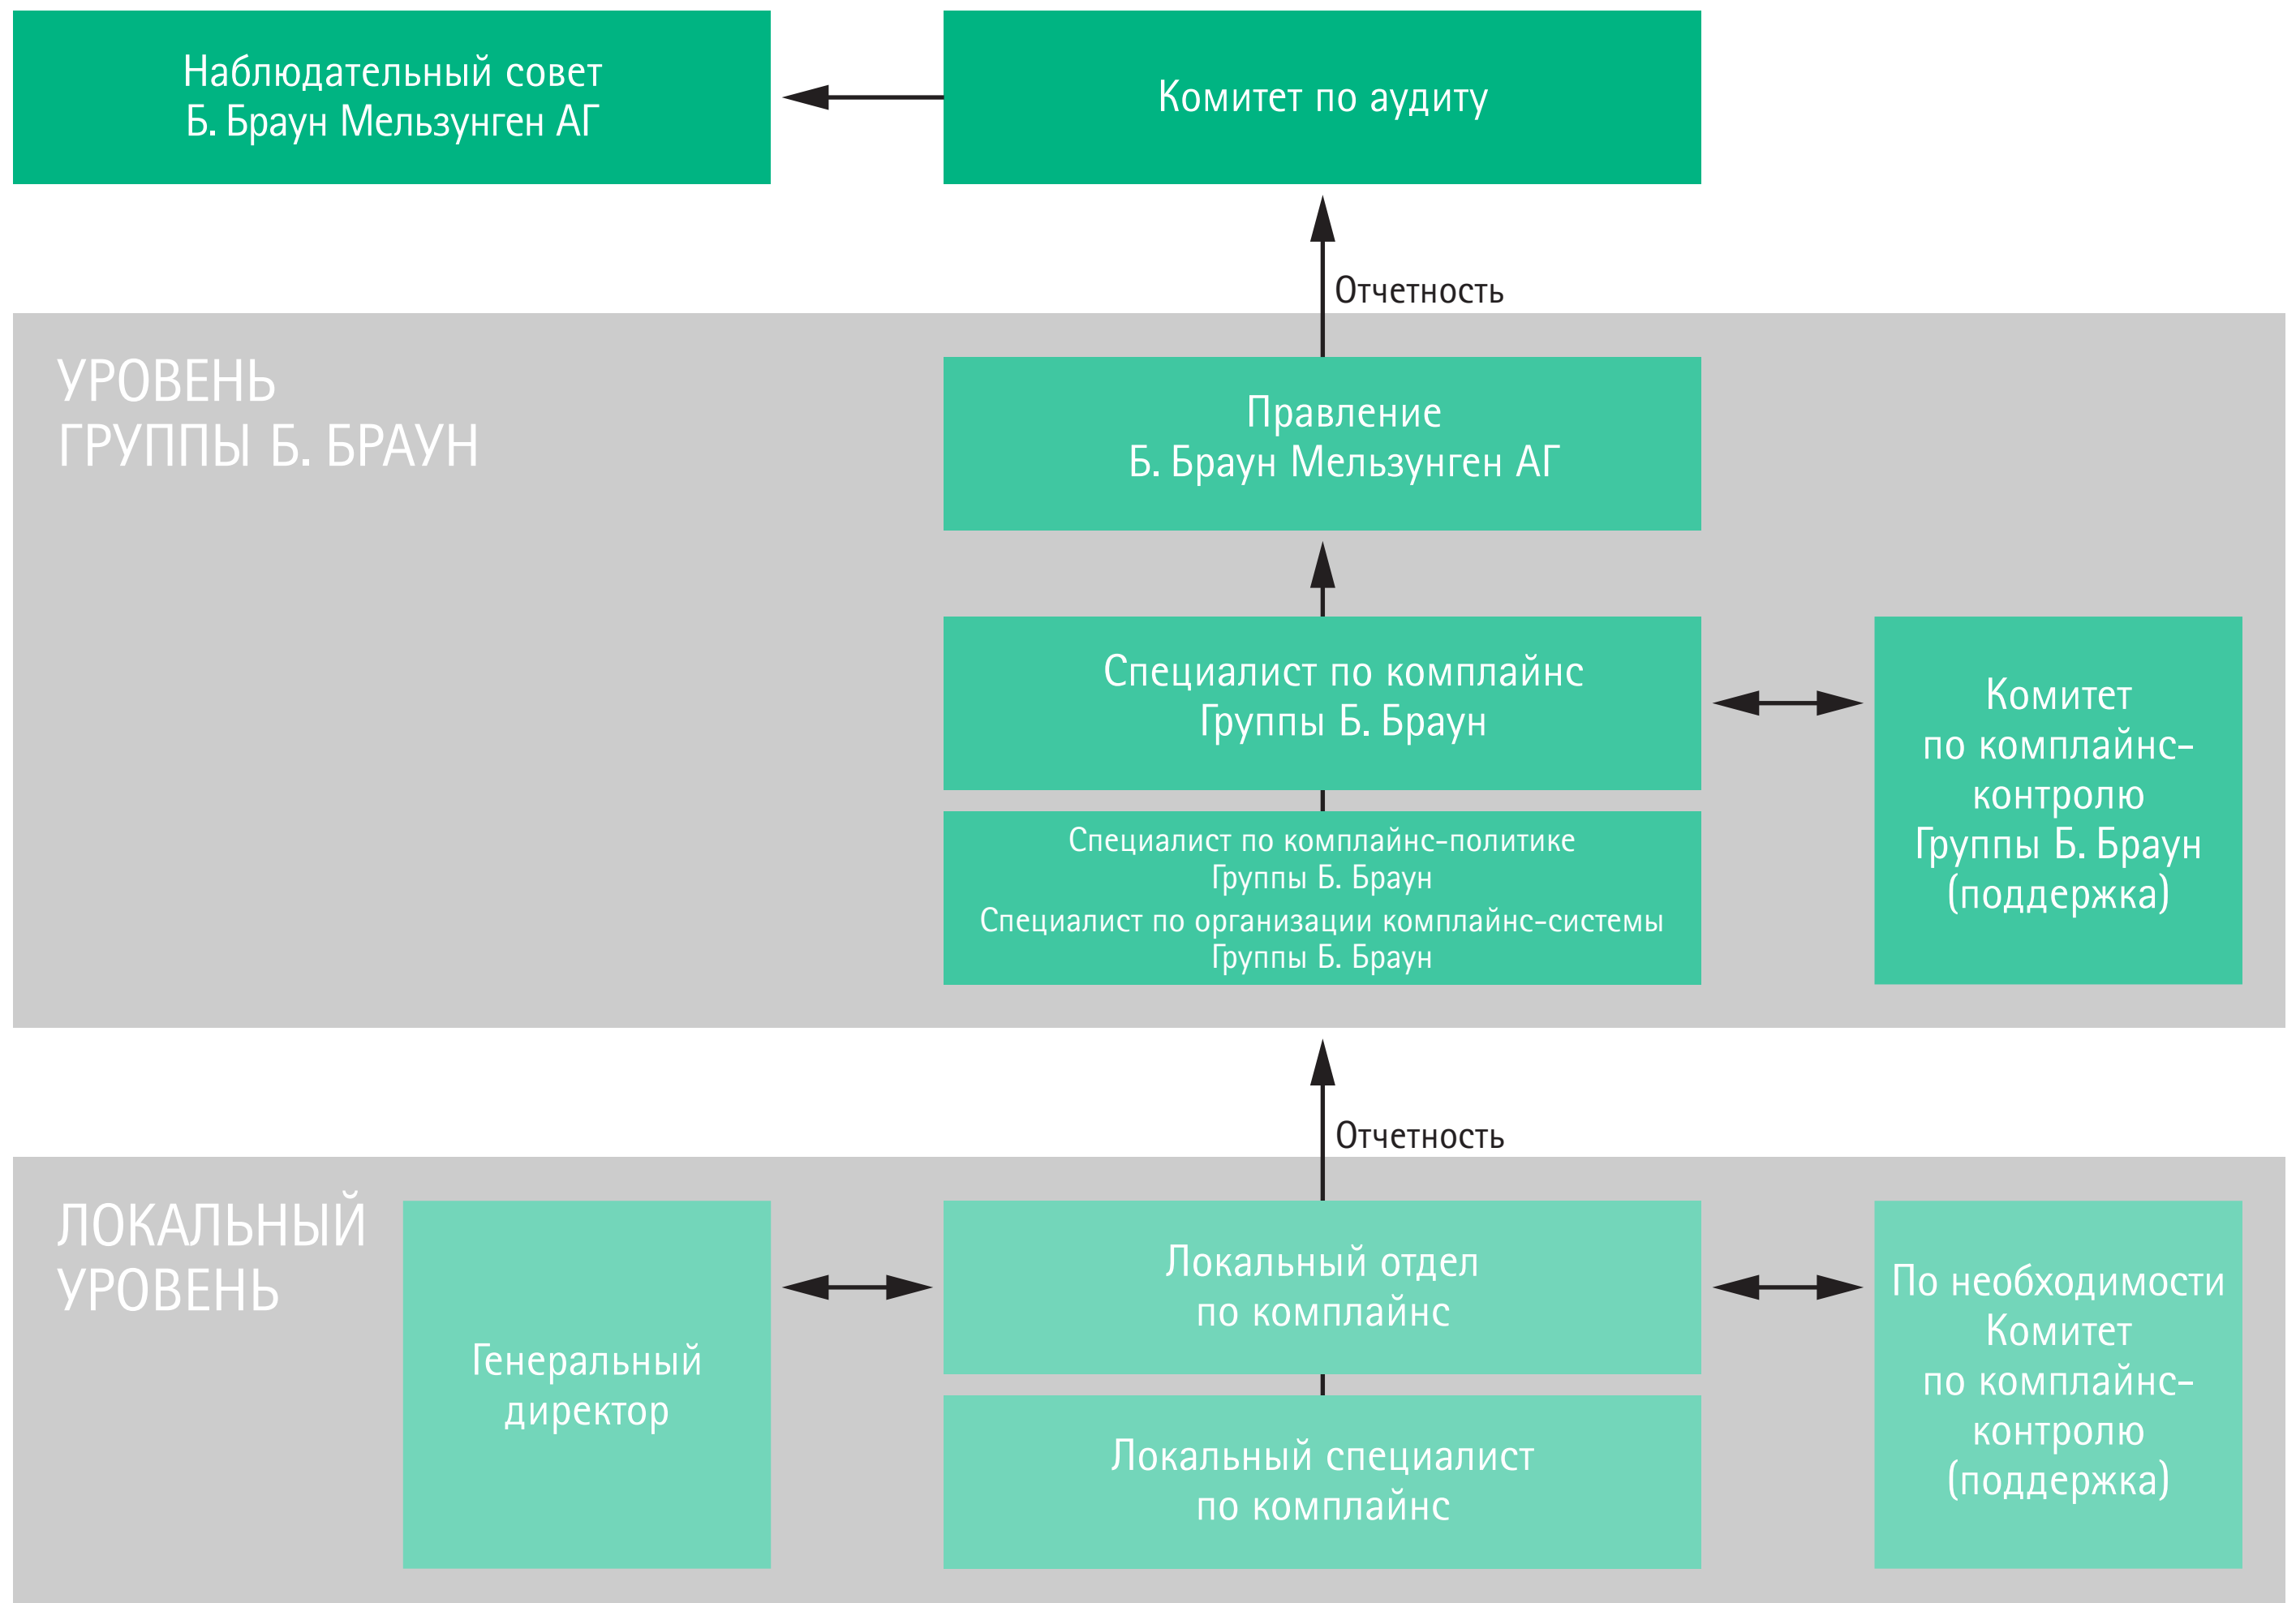 Наблюдательный совет
Б. Браун Мельзунген АГ
Комитет по аудиту
Отчетность
УРОВЕНЬ
ГРУППЫ Б. БРАУН
Правление
Б. Браун Мельзунген АГ
Специалист по комплайнс
Группы Б. Браун
Специалист по комплайнс-политике
Группы Б. Браун
Специалист по организации комплайнс-системы
Группы Б. Браун
Комитет
по комплайнс-
контролю
Группы Б. Браун
(поддержка)
Отчетность
ЛОКАЛЬНЫЙ
УРОВЕНЬ
Генеральный
директор
Локальный отдел
по комплайнс
Локальный специалист
по комплайнс
По необходимости
Комитет
по комплайнс-
контролю
(поддержка)